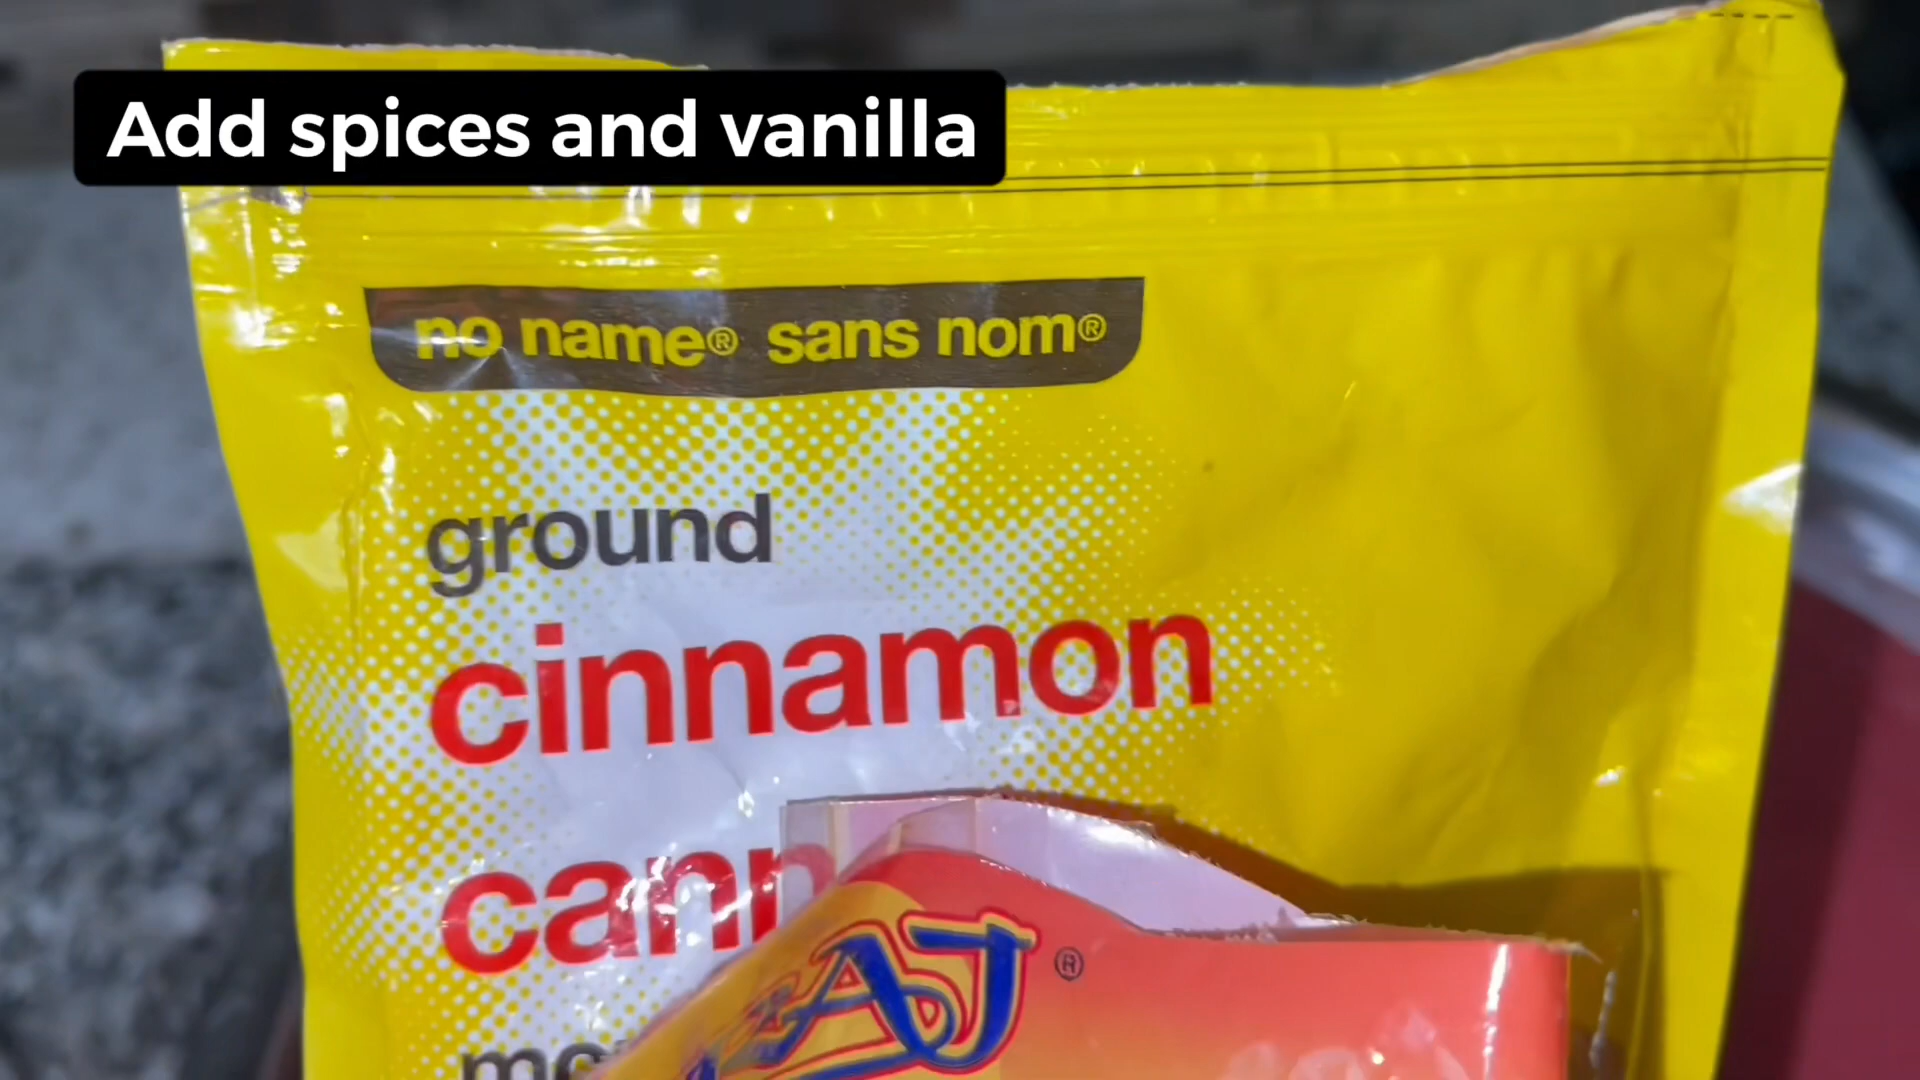 Add spices and vanilla
no name® sans nom®
ground
cinnamon